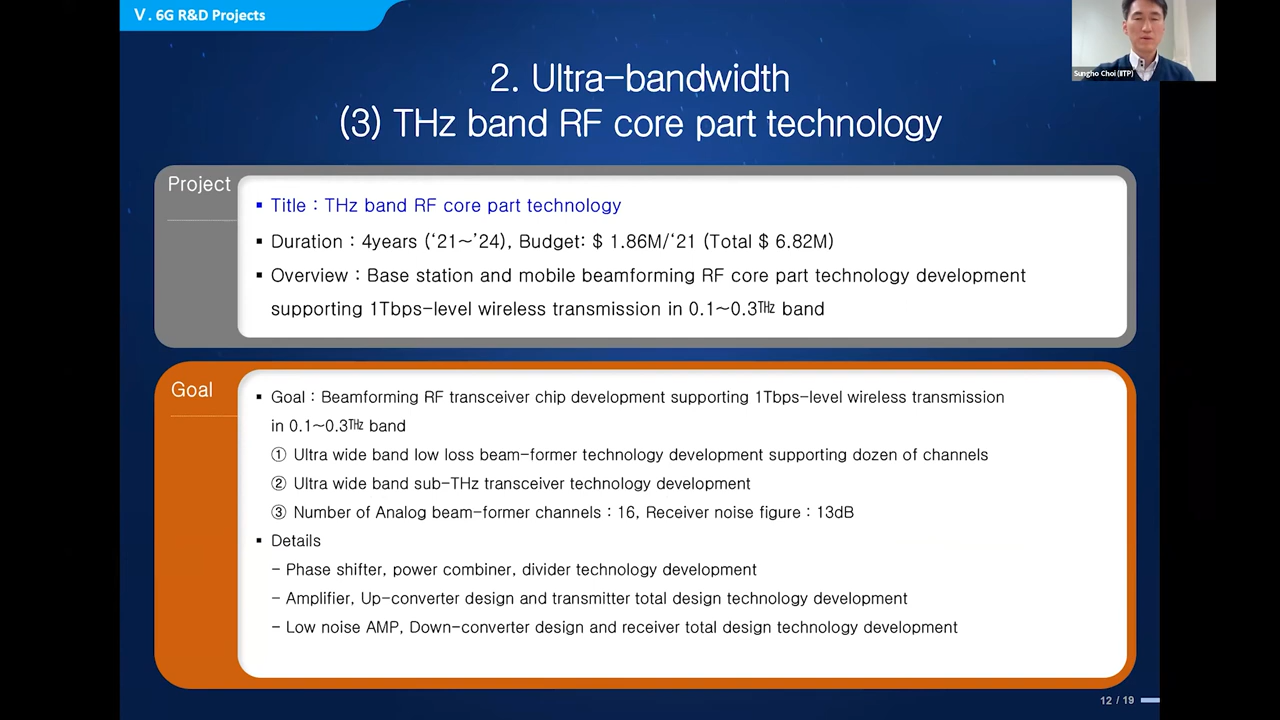 Ⅴ. 6G R&D Projects
Sungho Choi (IITP)
2. Ultra-bandwidth
(3) THz band RF core part technology
Project
▪ Title : THz band RF core part technology
▪ Duration : 4years (‘21~’24), Budget: $ 1.86M/‘21 (Total $ 6.82M)
▪ Overview : Base station and mobile beamforming RF core part technology development
supporting 1Tbps-level wireless transmission in 0.1~0.3㎔ band
Goal
▪ Goal : Beamforming RF transceiver chip development supporting 1Tbps-level wireless transmission
in 0.1~0.3㎔ band
① Ultra wide band low loss beam-former technology development supporting dozen of channels
② Ultra wide band sub-THz transceiver technology development
③ Number of Analog beam-former channels : 16, Receiver noise figure : 13dB
▪ Details
- Phase shifter, power combiner, divider technology development
- Amplifier, Up-converter design and transmitter total design technology development
- Low noise AMP, Down-converter design and receiver total design technology development
12 / 19